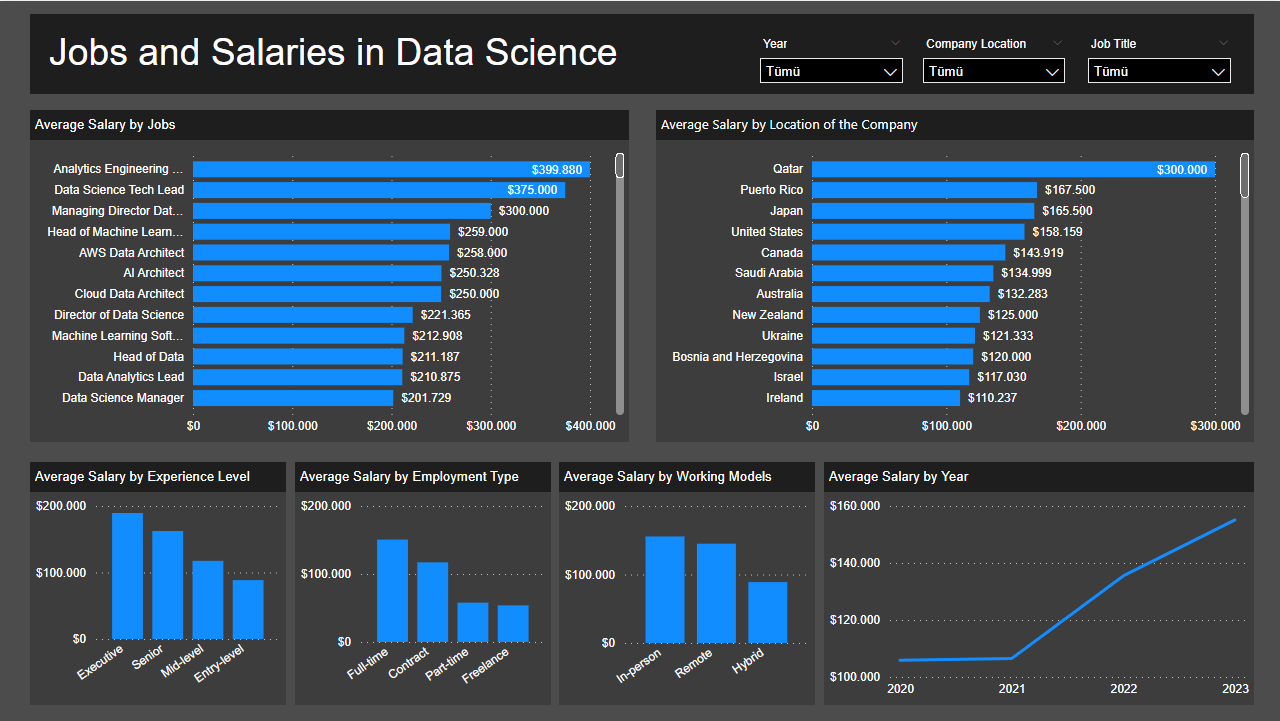 Jobs and Salaries in Data Science
Year
Company Location
Job Title
Tümü
Tümü
Tümü
Average Salary by Jobs
Analytics Engineering ...
$399.880
Data Science Tech Lead
$375.000
Managing Director Dat...
$300.000
Head of Machine Learn...
$259.000
AWS Data Architect
$258.000
AI Architect
$250.328
Cloud Data Architect
$250.000
Director of Data Science
$221.365
Machine Learning Soft...
$212.908
Head of Data
$211.187
Data Analytics Lead
$210.875
Data Science Manager
$201.729
$0
$100.000
$200.000
$300.000
$400.000
Average Salary by Location of the Company
Qatar
$300.000
Puerto Rico
$167.500
Japan
$165.500
United States
$158.159
Canada
$143.919
Saudi Arabia
$134.999
Australia
$132.283
New Zealand
$125.000
Ukraine
$121.333
Bosnia and Herzegovina
$120.000
Israel
$117.030
Ireland
$110.237
$0
$100.000
$200.000
$300.000
Average Salary by Experience Level
$200.000
$100.000
$0
Executive
Senior
Mid-level
Entry-level
Average Salary by Employment Type
$200.000
$100.000
$0
Full-time
Contract
Part-time
Freelance
Average Salary by Working Models
$200.000
$100.000
$0
In-person
Remote
Hybrid
Average Salary by Year
$160.000
$140.000
$120.000
$100.000
2020
2021
2022
2023